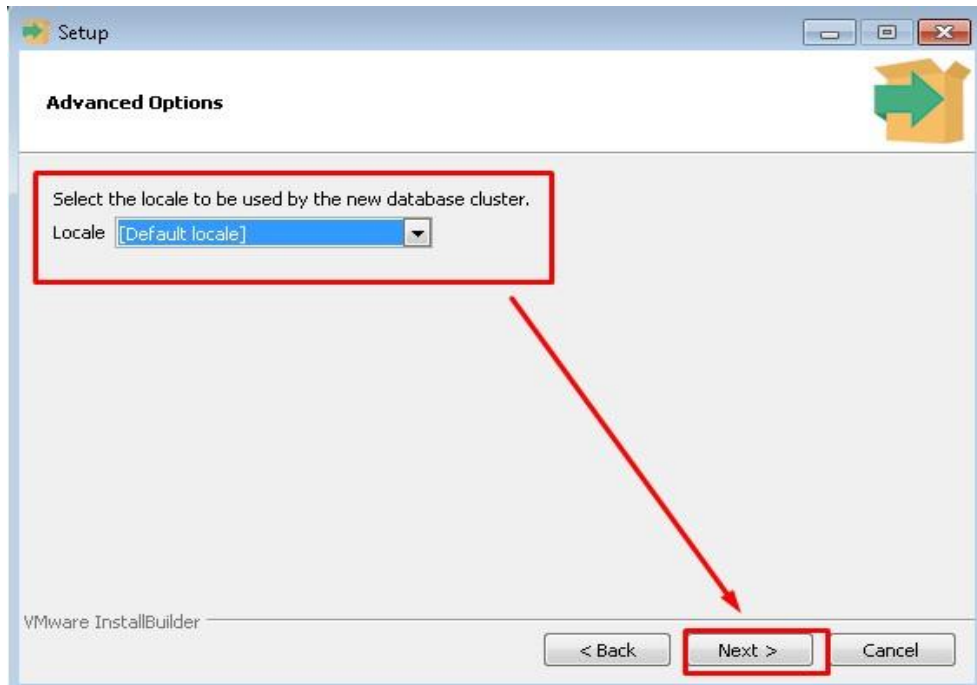 Setup
Advanced Options
Select the locale to be used by the new database cluster.
Locale [Default locale]
VMware InstallBuilder
< Back Next > Cancel